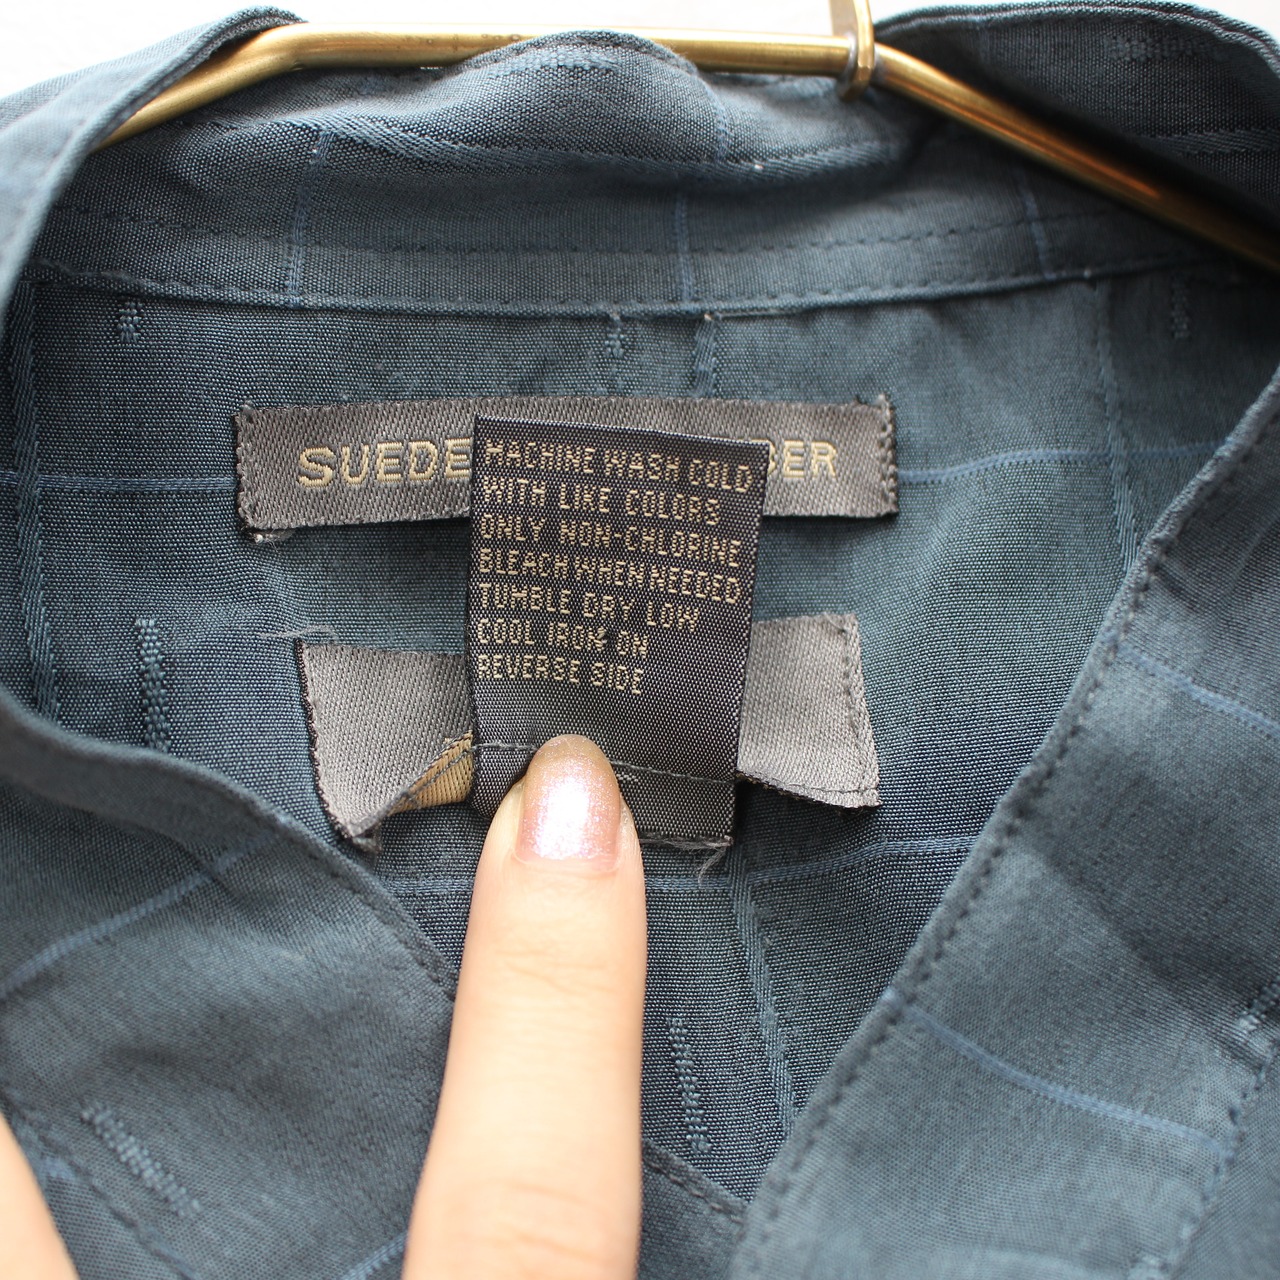 SUEDE
DER
MACHINE WASH COLD
WITH LIKE COLORS
ONLY NON-CHLORINE
BLEACH WHEN NEEDED
TUMBLE DRY LOW
COOL IRON ON
REVERSE SIDE